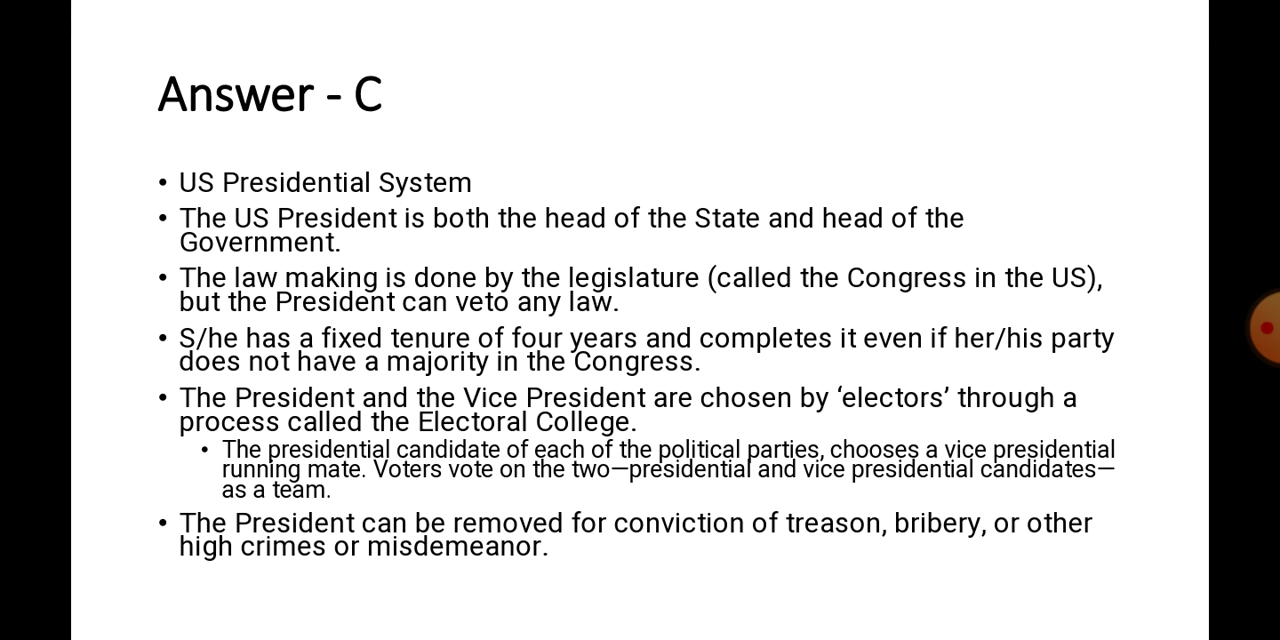 Answer - C
• US Presidential System
• The US President is both the head of the State and head of the
Government.
• The law making is done by the legislature (called the Congress in the US),
but the President can veto any law.
• S/he has a fixed tenure of four years and completes it even if her/his party
does not have a majority in the Congress.
• The President and the Vice President are chosen by ‘electors’ through a
process called the Electoral College.
• The presidential candidate of each of the political parties, chooses a vice presidential
running mate. Voters vote on the two—presidential and vice presidential candidates—
as a team.
• The President can be removed for conviction of treason, bribery, or other
high crimes or misdemeanor.